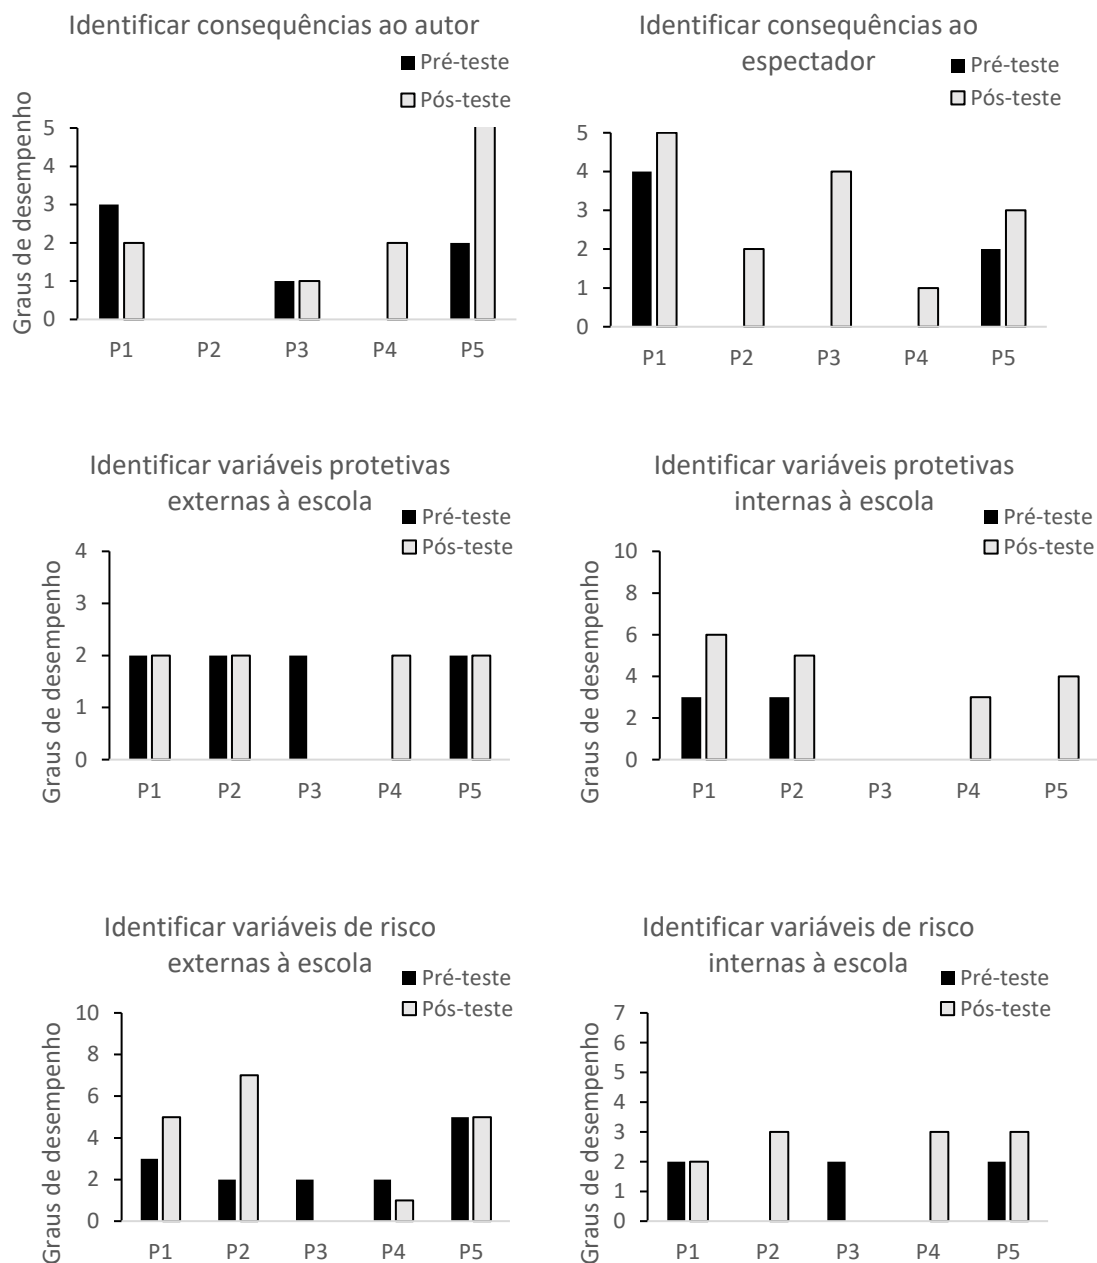 Identificar consequências ao autor
Pré-teste
Pós-teste
Graus de desempenho
5
4
3
2
1
0
P1 P2 P3 P4 P5
Identificar consequências ao
espectador
Pré-teste
Pós-teste
5
4
3
2
1
0
P1 P2 P3 P4 P5
Identificar variáveis protetivas
externas à escola
Pré-teste
Pós-teste
Graus de desempenho
4
3
2
1
0
P1 P2 P3 P4 P5
Identificar variáveis protetivas
internas à escola
Pré-teste
Pós-teste
Graus de desempenho
10
8
6
4
2
0
P1 P2 P3 P4 P5
Identificar variáveis de risco
externas à escola
Pré-teste
Pós-teste
Graus de desempenho
10
8
6
4
2
0
P1 P2 P3 P4 P5
Identificar variáveis de risco
internas à escola
Pré-teste
Pós-teste
Graus de desempenho
7
6
5
4
3
2
1
0
P1 P2 P3 P4 P5